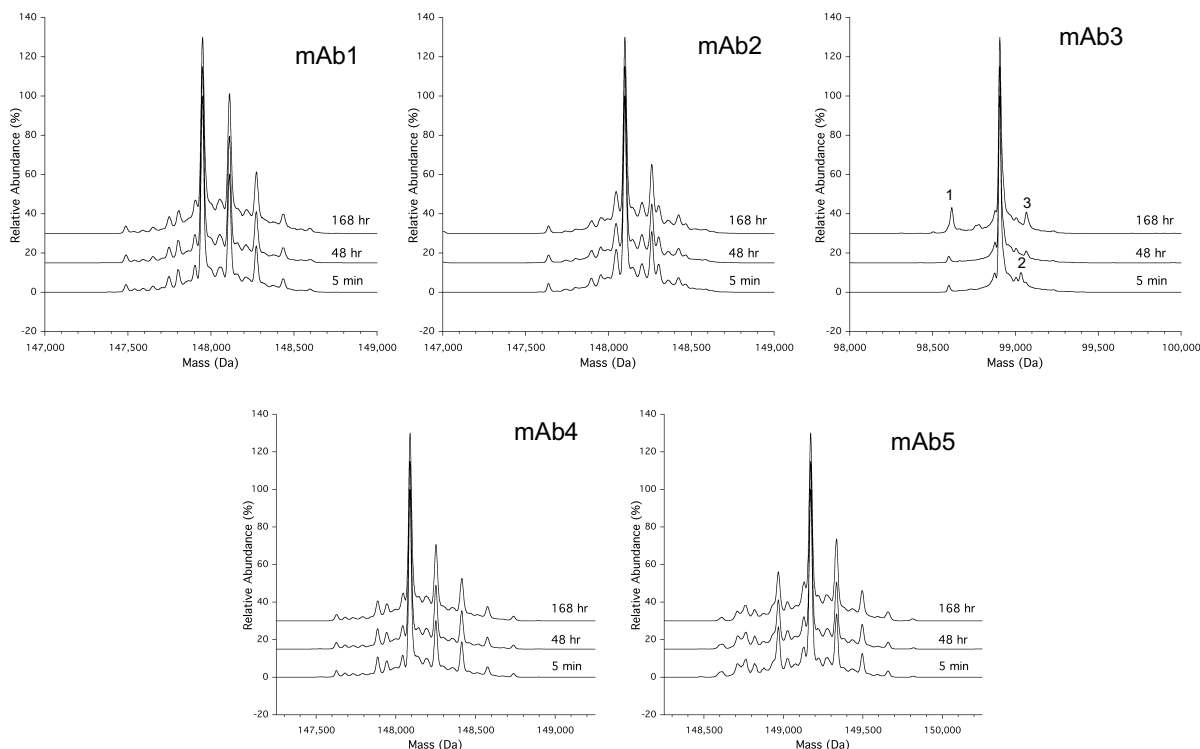 mAb1
140
120
100
80
60
40
20
0
-20
Relative Abundance (%)
168 hr
48 hr
5 min
147,000
147,500
148,000
148,500
149,000
Mass (Da)
mAb2
140
120
100
80
60
40
20
0
-20
Relative Abundance (%)
168 hr
48 hr
5 min
147,000
147,500
148,000
148,500
149,000
Mass (Da)
mAb3
140
120
100
80
60
40
20
0
-20
Relative Abundance (%)
1
3
168 hr
48 hr
2
5 min
98,000
98,500
99,000
99,500
100,000
Mass (Da)
mAb4
140
120
100
80
60
40
20
0
-20
Relative Abundance (%)
168 hr
48 hr
5 min
147,500
148,000
148,500
149,000
Mass (Da)
mAb5
140
120
100
80
60
40
20
0
-20
Relative Abundance (%)
168 hr
48 hr
5 min
148,500
149,000
149,500
150,000
Mass (Da)